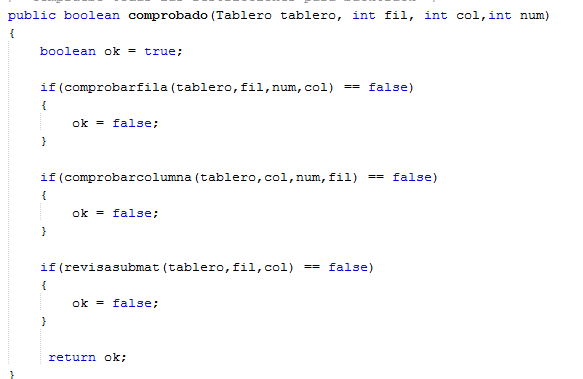 public boolean comprobado(Tablero tablero, int fil, int col,int num)
{
boolean ok = true;
if(comprobarfila(tablero,fil,num,col) == false)
{
ok = false;
}
if(comprobarcolumna(tablero,col,num,fil) == false)
{
ok = false;
}
if(revisasubmat(tablero,fil,col) == false)
{
ok = false;
}
return ok;
}